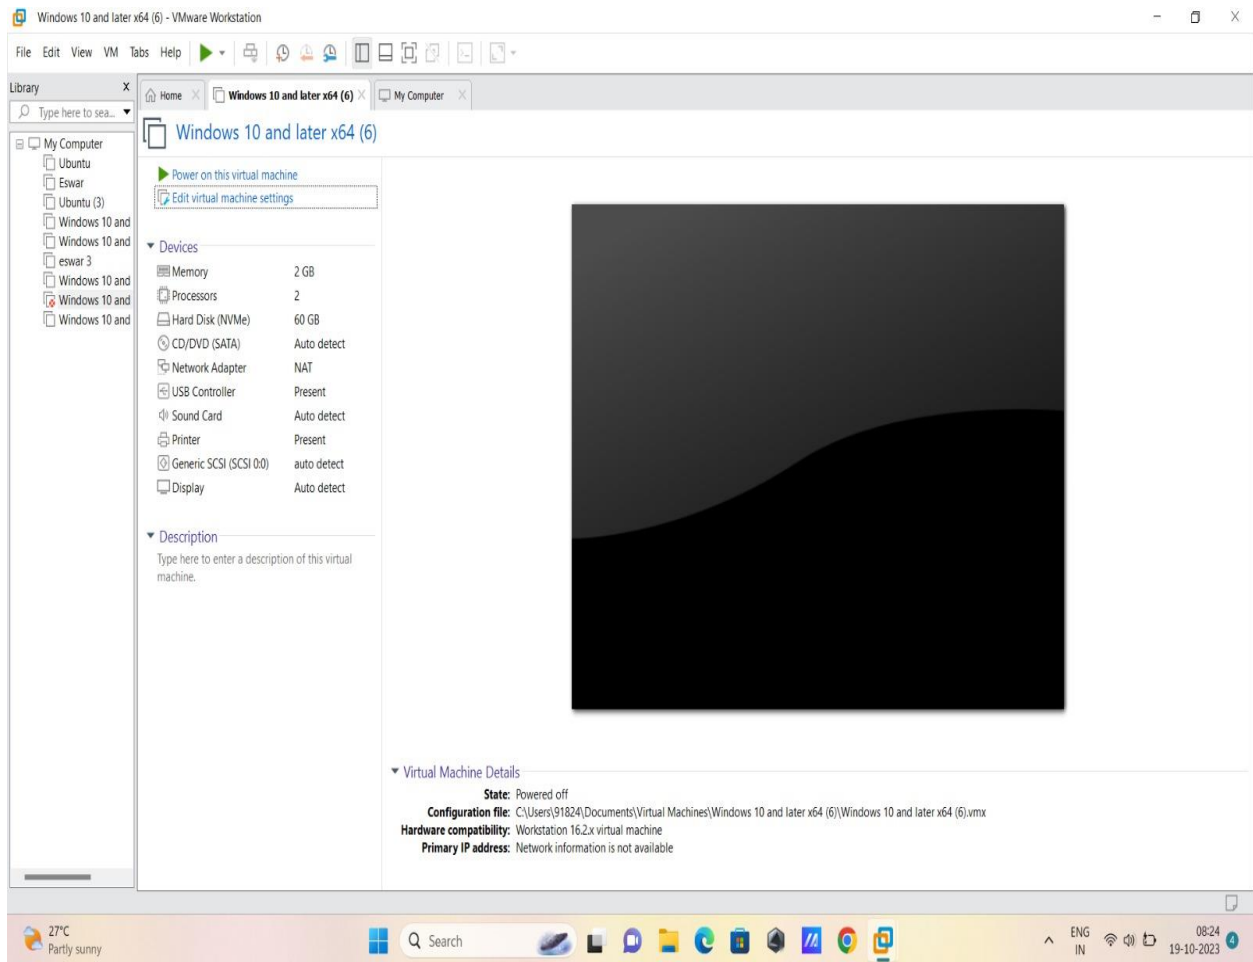 Windows 10 and later x64 (6) - VMware Workstation
File Edit View VM Tabs Help
Library X
Type here to sea...
My Computer
Ubuntu
Eswar
Ubuntu (3)
Windows 10 and
Windows 10 and
eswar 3
Windows 10 and
Windows 10 and
Windows 10 and
Home Windows 10 and later x64 (6) My Computer
Windows 10 and later x64 (6)
Power on this virtual machine
Edit virtual machine settings
Devices
Memory 2 GB
Processors 2
Hard Disk (NVMe) 60 GB
CD/DVD (SATA) Auto detect
Network Adapter NAT
USB Controller Present
Sound Card Auto detect
Printer Present
Generic SCSI (SCSI 0:0) auto detect
Display Auto detect
Description
Type here to enter a description of this virtual
machine.
Virtual Machine Details
State: Powered off
Configuration file: C:\Users\91824\Documents\Virtual Machines\Windows 10 and later x64 (6)\Windows 10 and later x64 (6).vmx
Hardware compatibility: Workstation 16.2.x virtual machine
Primary IP address: Network information is not available
27°C
Partly sunny
Search
ENG
IN
08:24
19-10-2023
4